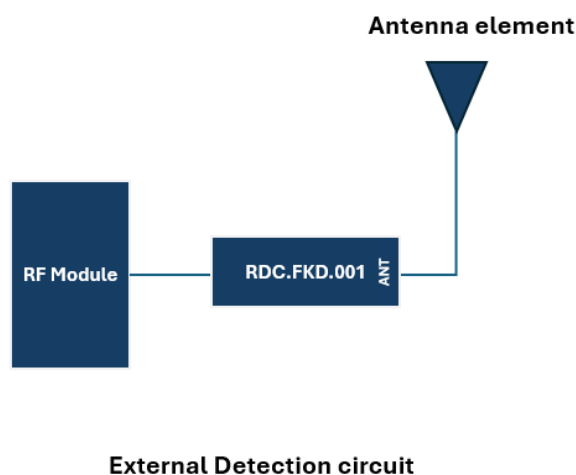 Antenna element
RF Module
RDC.FKD.001
ANT
External Detection circuit